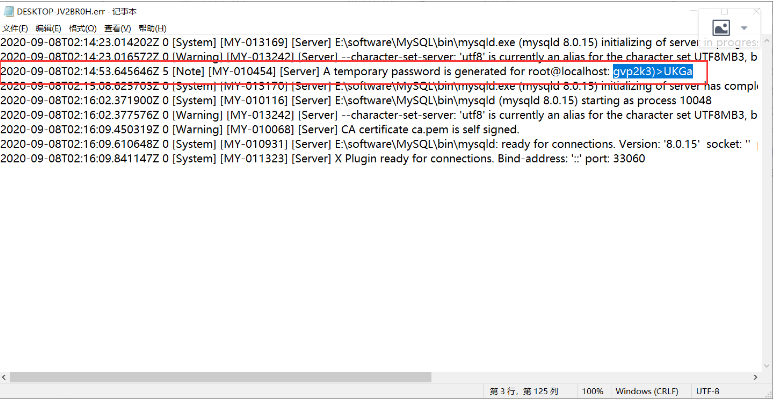 DESKTOP-JV2BR0H.err - 记事本
文件(F) 编辑(E) 格式(O) 查看(V) 帮助(H)
2020-09-08T02:14:23.014202Z 0 [System] [MY-013169] [Server] E:\software\MySQL\bin\mysqld.exe (mysqld 8.0.15) initializing of server in progress
2020-09-08T02:14:23.016572Z 0 [Warning] [MY-013242] [Server] --character-set-server: 'utf8' is currently an alias for the character set UTF8MB3, b
2020-09-08T02:14:53.645646Z 5 [Note] [MY-010454] [Server] A temporary password is generated for root@localhost: gvp2k3)>UKGa
2020-09-08T02:15:08.625703Z 0 [System] [MY-013170] [Server] E:\software\MySQL\bin\mysqld.exe (mysqld 8.0.15) initializing of server has compl
2020-09-08T02:16:02.371900Z 0 [System] [MY-010116] [Server] E:\software\MySQL\bin\mysqld (mysqld 8.0.15) starting as process 10048
2020-09-08T02:16:02.377576Z 0 [Warning] [MY-013242] [Server] --character-set-server: 'utf8' is currently an alias for the character set UTF8MB3, b
2020-09-08T02:16:09.450319Z 0 [Warning] [MY-010068] [Server] CA certificate ca.pem is self signed.
2020-09-08T02:16:09.610648Z 0 [System] [MY-010931] [Server] E:\software\MySQL\bin\mysqld: ready for connections. Version: '8.0.15' socket: ''
2020-09-08T02:16:09.841147Z 0 [System] [MY-011323] [Server] X Plugin ready for connections. Bind-address: '::' port: 33060
第 3 行，第 125 列 100% Windows (CRLF) UTF-8